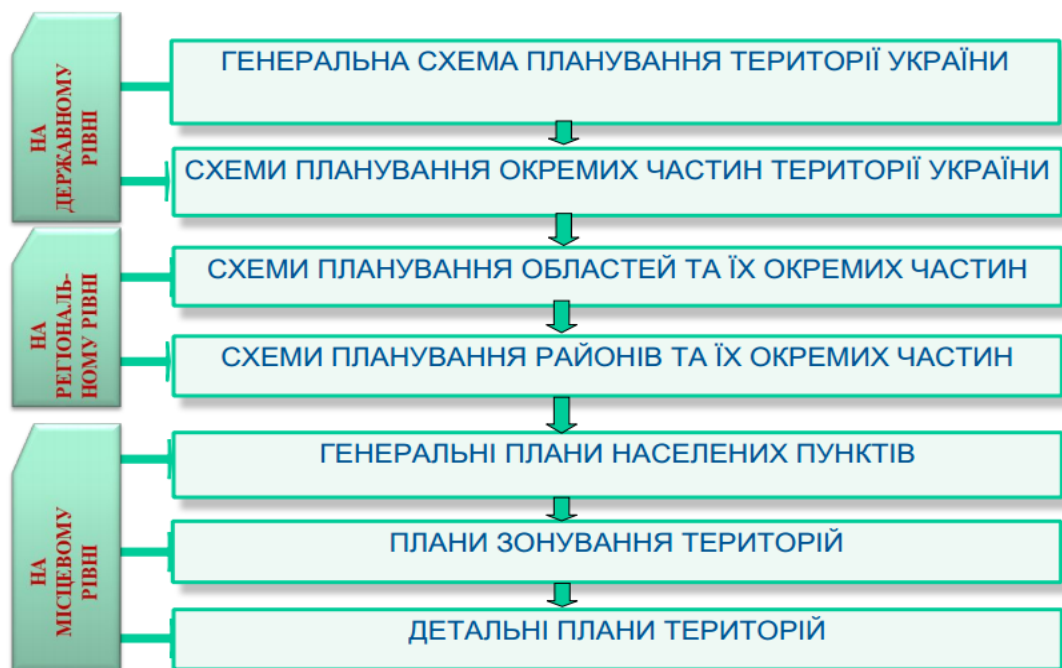 НА
ДЕРЖАВНОМУ
РІВНІ
ГЕНЕРАЛЬНА СХЕМА ПЛАНУВАННЯ ТЕРИТОРІЇ УКРАЇНИ
СХЕМИ ПЛАНУВАННЯ ОКРЕМИХ ЧАСТИН ТЕРИТОРІЇ УКРАЇНИ
НА
РЕГІОНАЛЬ-
НОМУ РІВНІ
СХЕМИ ПЛАНУВАННЯ ОБЛАСТЕЙ ТА ЇХ ОКРЕМИХ ЧАСТИН
СХЕМИ ПЛАНУВАННЯ РАЙОНІВ ТА ЇХ ОКРЕМИХ ЧАСТИН
НА
МІСЦЕВОМУ
РІВНІ
ГЕНЕРАЛЬНІ ПЛАНИ НАСЕЛЕНИХ ПУНКТІВ
ПЛАНИ ЗОНУВАННЯ ТЕРИТОРІЙ
ДЕТАЛЬНІ ПЛАНИ ТЕРИТОРІЙ